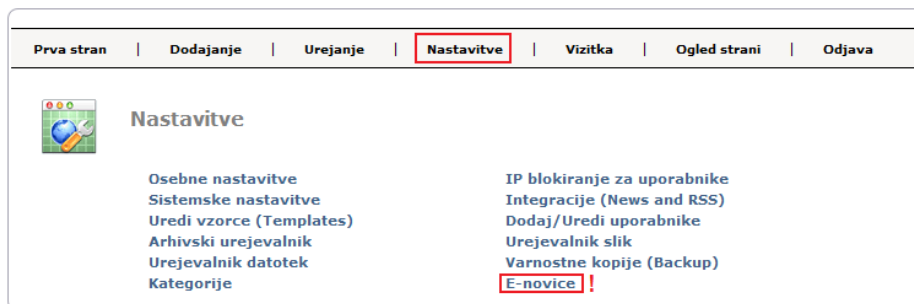 Prva stran | Dodajanje | Urejanje | Nastavitve | Vizitka | Ogled strani | Odjava
Nastavitve
Osebne nastavitve
Sistemske nastavitve
Uredi vzorce (Templates)
Arhivski urejevalnik
Urejevalnik datotek
Kategorije
IP blokiranje za uporabnike
Integracije (News and RSS)
Dodaj/Uredi uporabnike
Urejevalnik slik
Varnostne kopije (Backup)
E-novice !